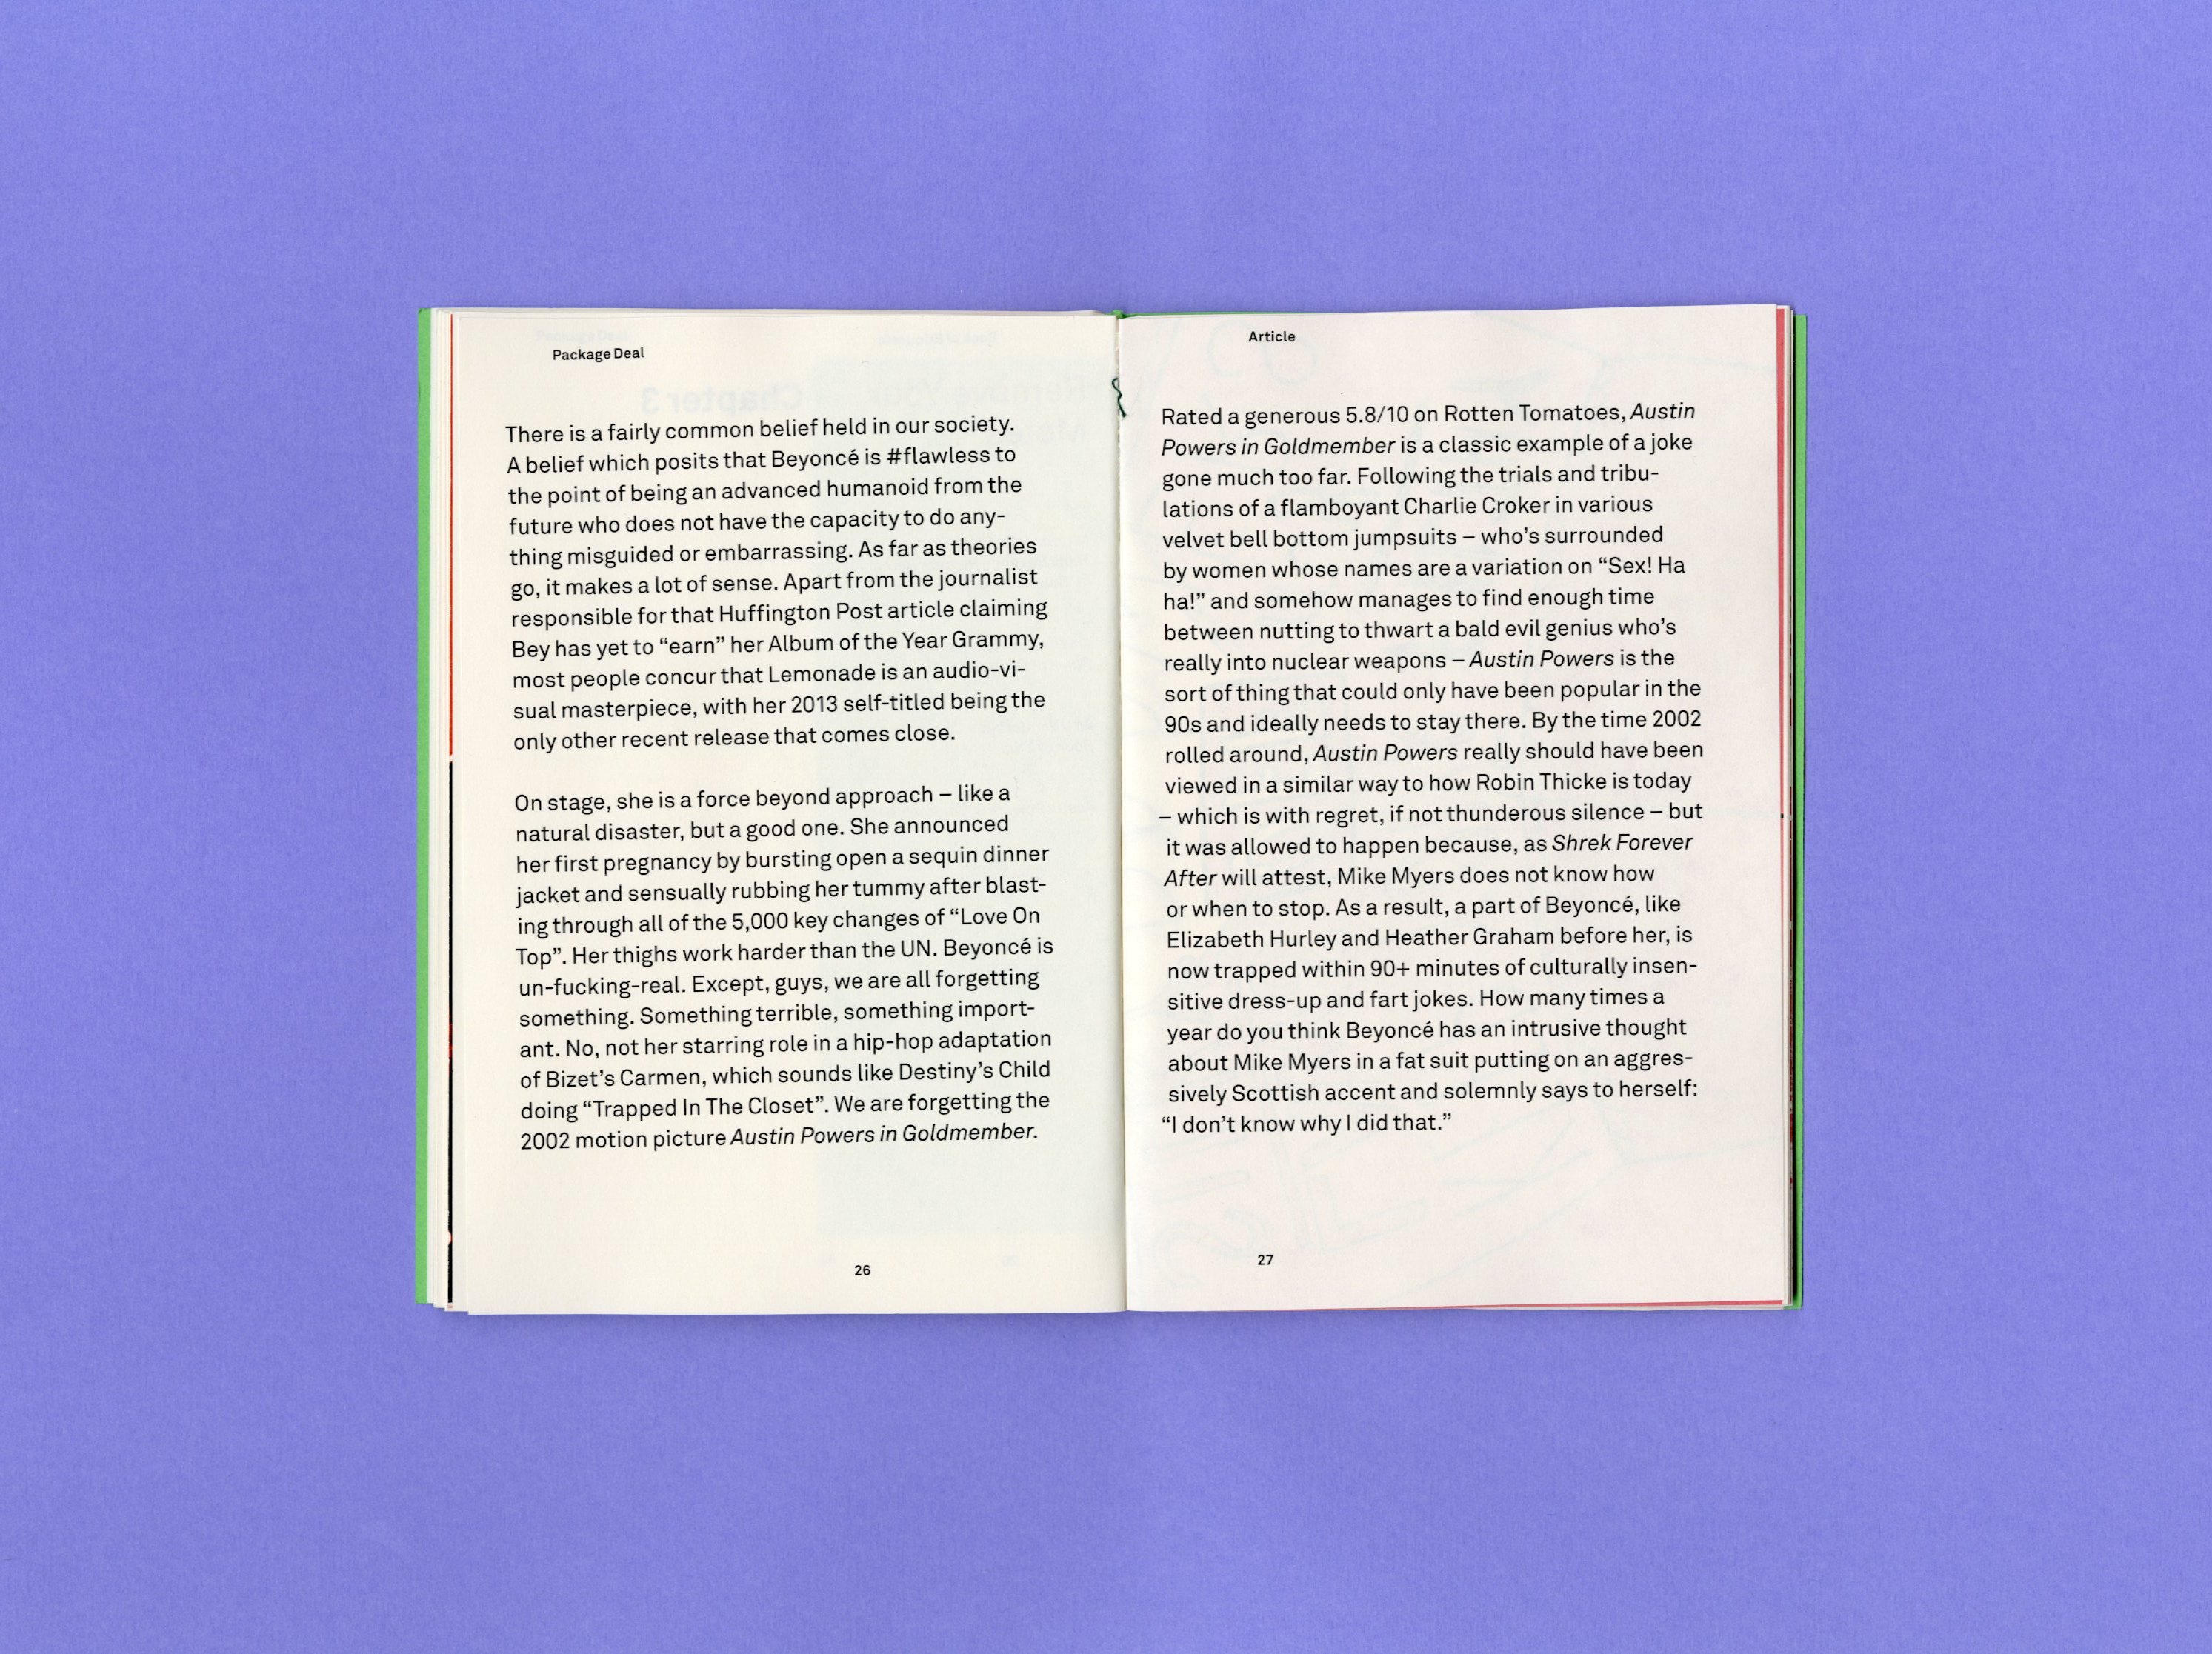 Package Deal
There is a fairly common belief held in our society.
A belief which posits that Beyoncé is #flawless to
the point of being an advanced humanoid from the
future who does not have the capacity to do any-
thing misguided or embarrassing. As far as theories
go, it makes a lot of sense. Apart from the journalist
responsible for that Huffington Post article claiming
Bey has yet to “earn” her Album of the Year Grammy,
most people concur that Lemonade is an audio-vi-
sual masterpiece, with her 2013 self-titled being the
only other recent release that comes close.
On stage, she is a force beyond approach – like a
natural disaster, but a good one. She announced
her first pregnancy by bursting open a sequin dinner
jacket and sensually rubbing her tummy after blast-
ing through all of the 5,000 key changes of “Love On
Top”. Her thighs work harder than the UN. Beyoncé is
un-fucking-real. Except, guys, we are all forgetting
something. Something terrible, something import-
ant. No, not her starring role in a hip-hop adaptation
of Bizet’s Carmen, which sounds like Destiny’s Child
doing “Trapped In The Closet”. We are forgetting the
2002 motion picture Austin Powers in Goldmember.
26
Article
Rated a generous 5.8/10 on Rotten Tomatoes, Austin
Powers in Goldmember is a classic example of a joke
gone much too far. Following the trials and tribu-
lations of a flamboyant Charlie Croker in various
velvet bell bottom jumpsuits – who’s surrounded
by women whose names are a variation on “Sex! Ha
ha!” and somehow manages to find enough time
between nutting to thwart a bald evil genius who’s
really into nuclear weapons – Austin Powers is the
sort of thing that could only have been popular in the
90s and ideally needs to stay there. By the time 2002
rolled around, Austin Powers really should have been
viewed in a similar way to how Robin Thicke is today
– which is with regret, if not thunderous silence – but
it was allowed to happen because, as Shrek Forever
After will attest, Mike Myers does not know how
or when to stop. As a result, a part of Beyoncé, like
Elizabeth Hurley and Heather Graham before her, is
now trapped within 90+ minutes of culturally insen-
sitive dress-up and fart jokes. How many times a
year do you think Beyoncé has an intrusive thought
about Mike Myers in a fat suit putting on an aggres-
sively Scottish accent and solemnly says to herself:
“I don’t know why I did that.”
27